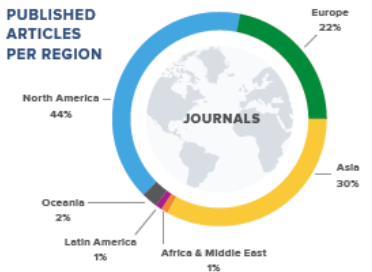 PUBLISHED
ARTICLES
PER REGION
Europe
22%
North America
44%
JOURNALS
Asia
30%
Oceania
2%
Latin America
1%
Africa & Middle East
1%